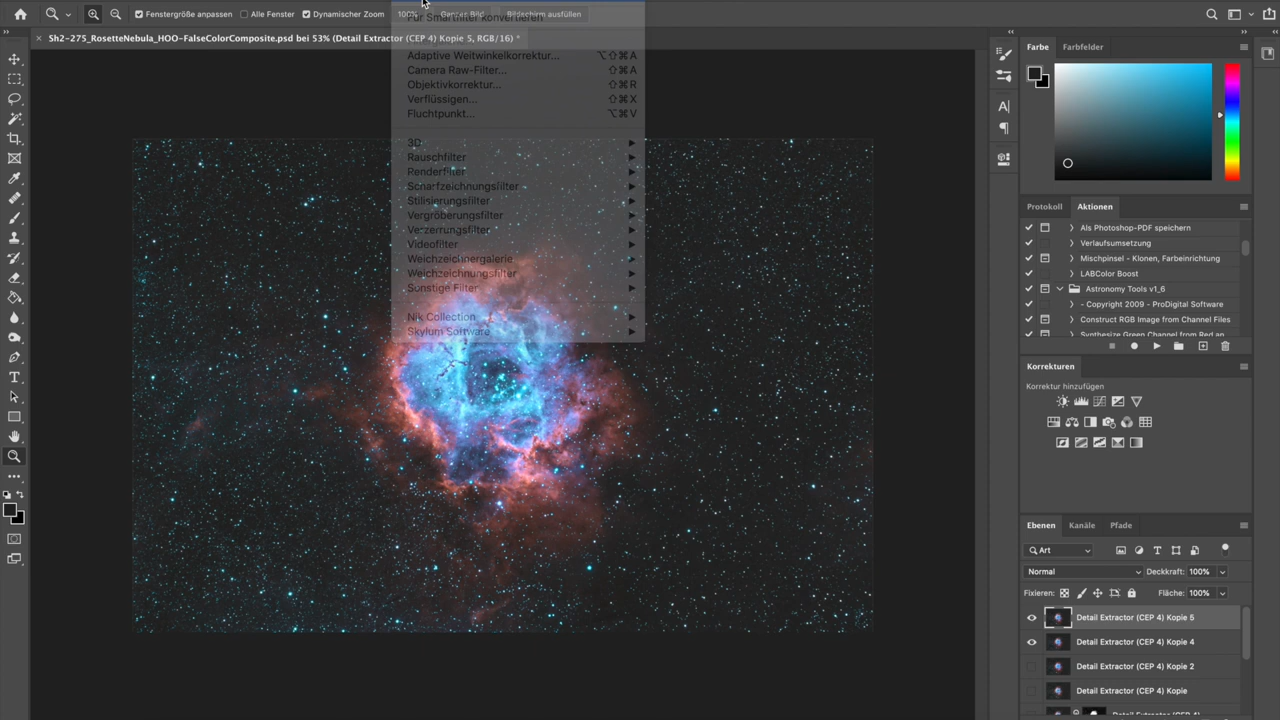 Fenstergröße anpassen
Alle Fenster
Dynamischer Zoom
100%
Ganzes Bild
Bildschirm ausfüllen
Sh2-275_RosetteNebula_HOO-FalseColorComposite.psd bei 53% (Detail Extractor (CEP 4) Kopie 5, RGB/16) *
Für Smartfilter konvertieren
Adaptive Weitwinkelkorrektur... ⌥⇧⌘A
Camera Raw-Filter... ⇧⌘A
Objektivkorrektur... ⇧⌘R
Verflüssigen... ⇧⌘X
Fluchtpunkt... ⌥⌘V
3D
Rauschfilter
Renderfilter
Scharfzeichnungsfilter
Stilisierungsfilter
Vergröberungsfilter
Verzerrungsfilter
Videofilter
Weichzeichnergalerie
Weichzeichnungsfilter
Sonstige Filter
Nik Collection
Skylum Software
Farbe Farbfelder
Protokoll Aktionen
Als Photoshop-PDF speichern
Verlaufsumsetzung
Mischpinsel - Klonen, Farbeinrichtung
LABColor Boost
Astronomy Tools v1_6
- Copyright 2009 - ProDigital Software
Construct RGB Image from Channel Files
Synthesize Green Channel from Red an
Korrekturen
Korrektur hinzufügen
Ebenen Kanäle Pfade
Art
Normal Deckkraft: 100%
Fixieren: Fläche: 100%
Detail Extractor (CEP 4) Kopie 5
Detail Extractor (CEP 4) Kopie 4
Detail Extractor (CEP 4) Kopie 2
Detail Extractor (CEP 4) Kopie
Detail Extractor (CEP 4)